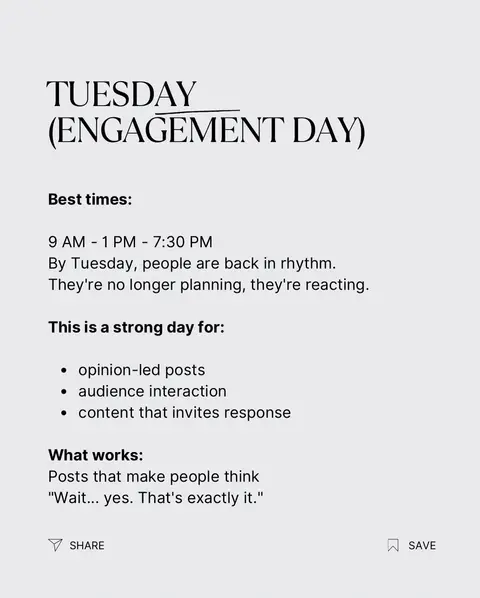 TUESDAY
(ENGAGEMENT DAY)
Best times:
9 AM - 1 PM - 7:30 PM
By Tuesday, people are back in rhythm.
They're no longer planning, they're reacting.
This is a strong day for:
• opinion-led posts
• audience interaction
• content that invites response
What works:
Posts that make people think
"Wait... yes. That's exactly it."
SHARE
SAVE